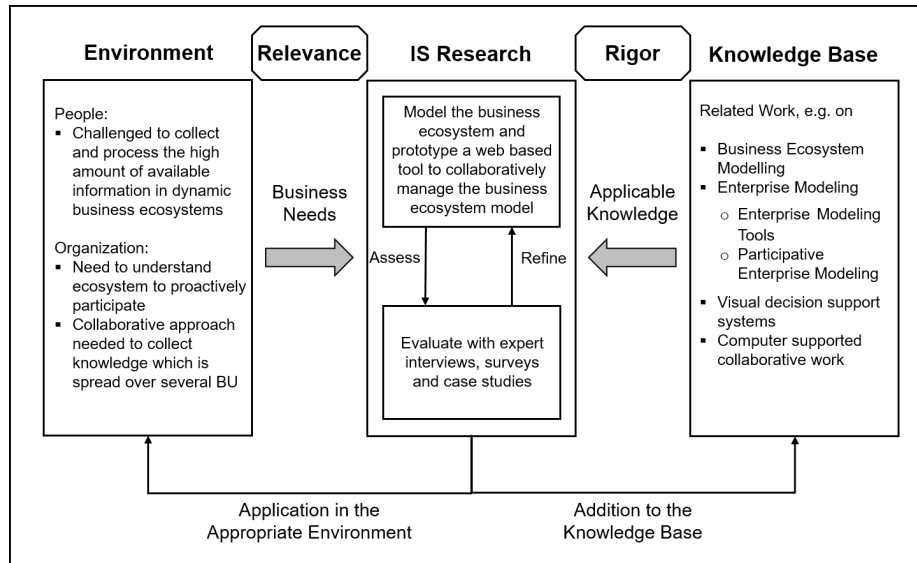 Environment
Relevance
IS Research
Rigor
Knowledge Base
People:
▪ Challenged to collect
and process the high
amount of available
information in dynamic
business ecosystems
Organization:
▪ Need to understand
ecosystem to proactively
participate
▪ Collaborative approach
needed to collect
knowledge which is
spread over several BU
Business
Needs
Model the business
ecosystem and
prototype a web based
tool to collaboratively
manage the business
ecosystem model
Assess
Refine
Evaluate with expert
interviews, surveys
and case studies
Applicable
Knowledge
Related Work, e.g. on
▪ Business Ecosystem
Modelling
▪ Enterprise Modeling
o Enterprise Modeling
Tools
o Participative
Enterprise Modeling
▪ Visual decision support
systems
▪ Computer supported
collaborative work
Application in the
Appropriate Environment
Addition to the
Knowledge Base